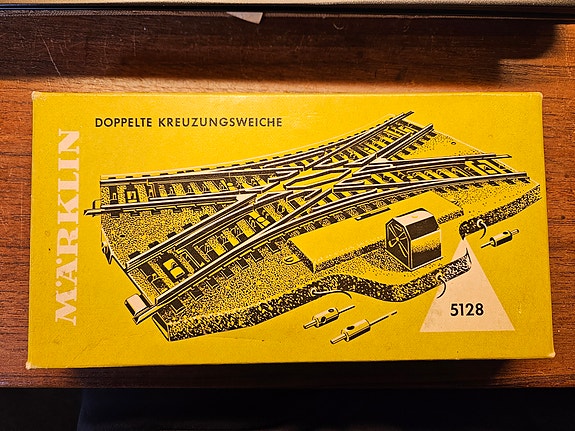 DOPPELTE KREUZUNGSWEICHE
MÄRKLIN
5128